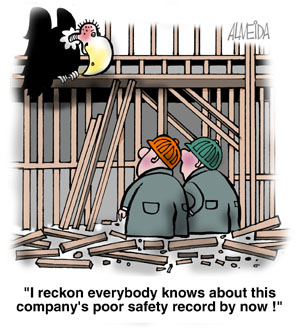 ALMEIDA
"I reckon everybody knows about this
company's poor safety record by now !"